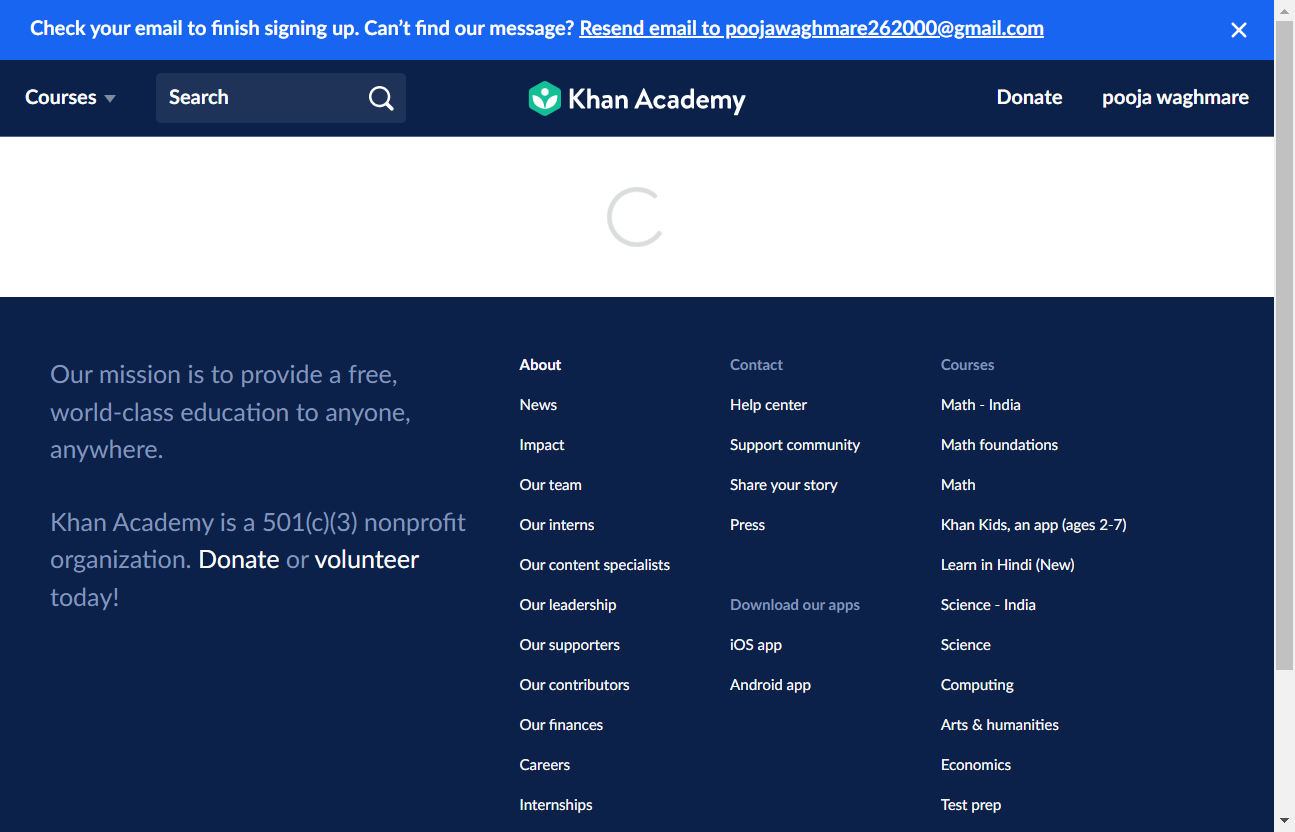 Check your email to finish signing up. Can’t find our message? Resend email to poojawaghmare262000@gmail.com
Courses
Search
Khan Academy
Donate
pooja waghmare
Our mission is to provide a free,
world-class education to anyone,
anywhere.
Khan Academy is a 501(c)(3) nonprofit
organization. Donate or volunteer
today!
About
News
Impact
Our team
Our interns
Our content specialists
Our leadership
Our supporters
Our contributors
Our finances
Careers
Internships
Contact
Help center
Support community
Share your story
Press
Download our apps
iOS app
Android app
Courses
Math - India
Math foundations
Math
Khan Kids, an app (ages 2-7)
Learn in Hindi (New)
Science - India
Science
Computing
Arts & humanities
Economics
Test prep